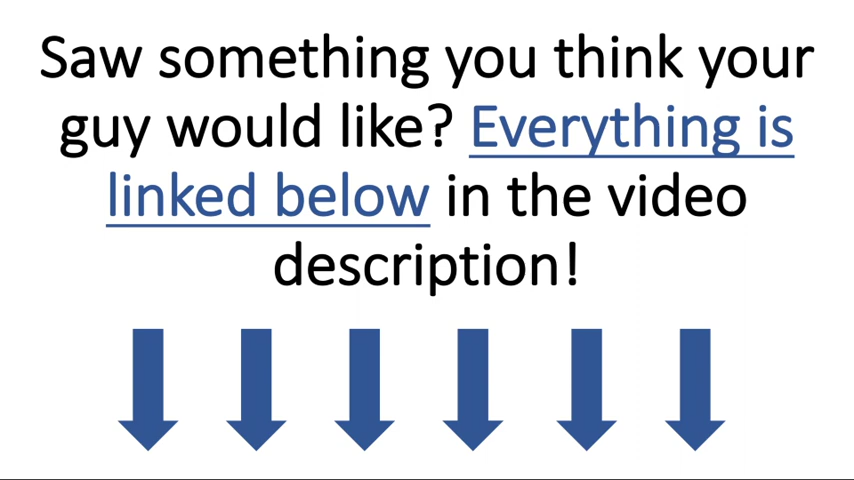 Saw something you think your
guy would like? Everything is
linked below in the video
description!